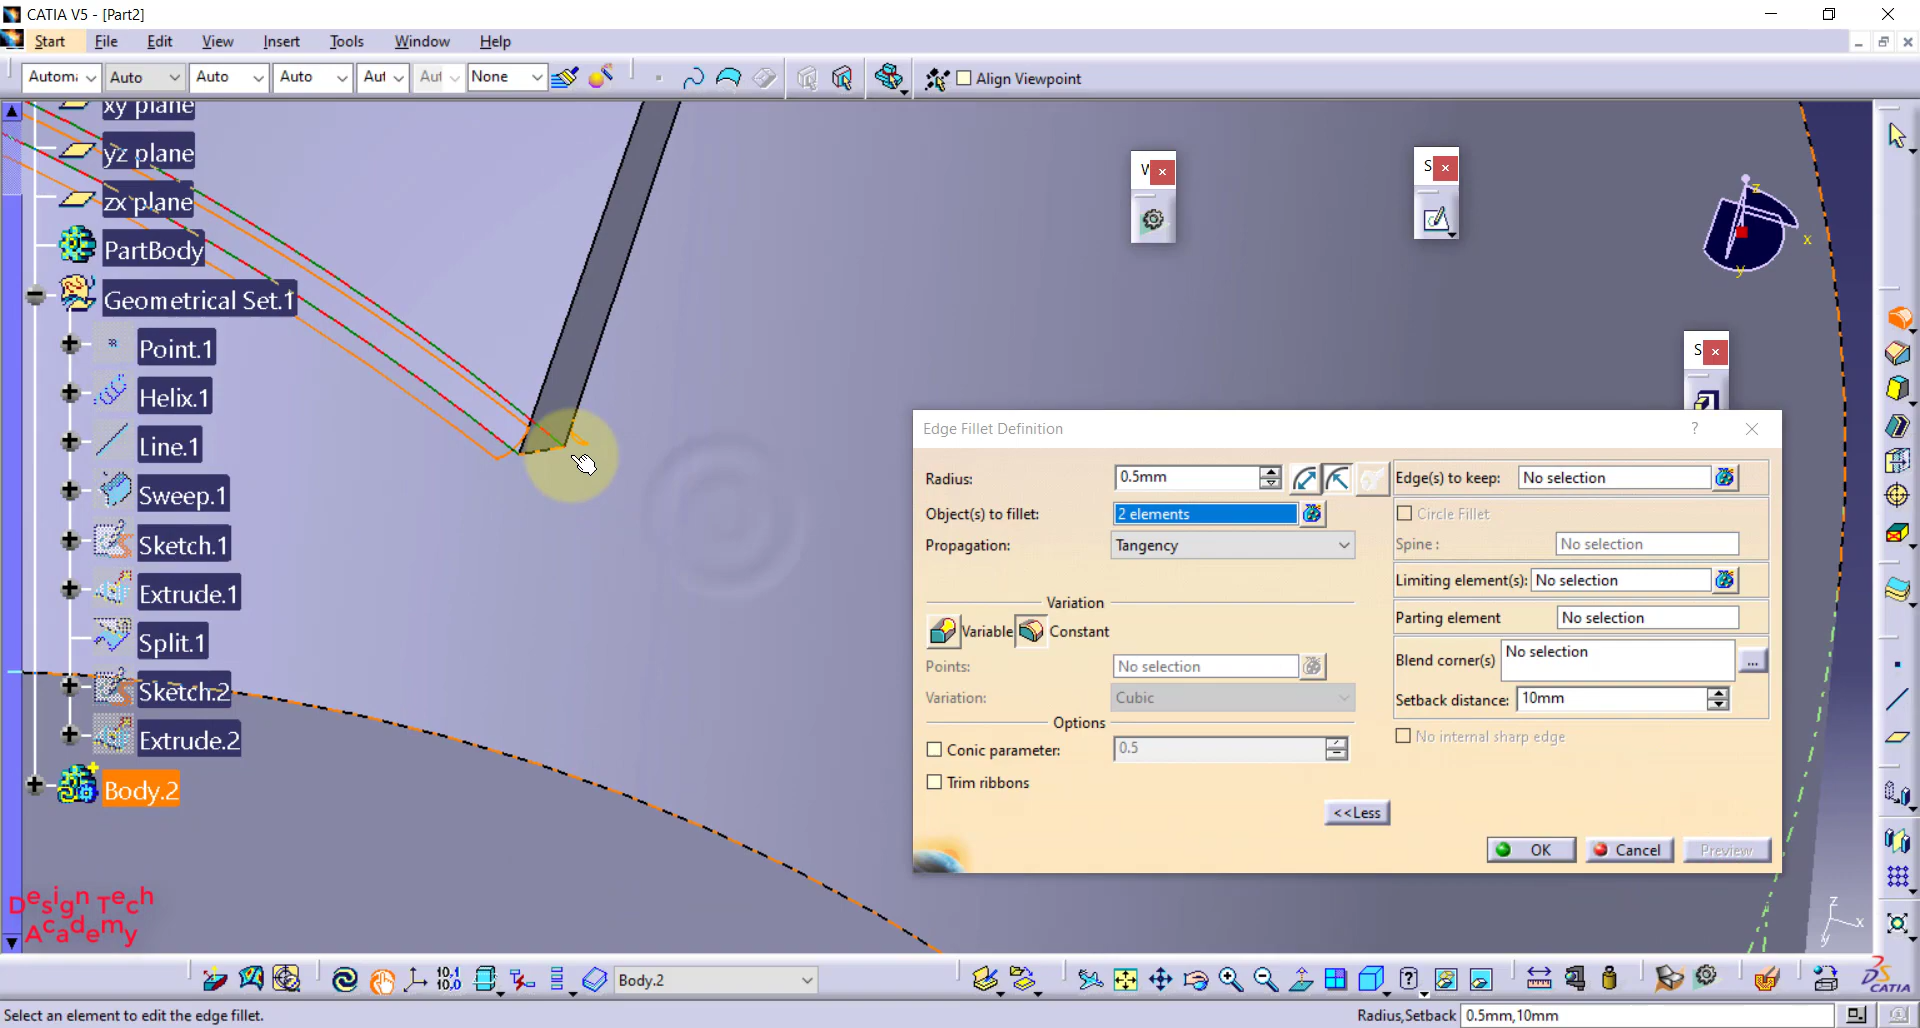 CATIA V5 - [Part2]
Start File Edit View Insert Tools Window Help
Automa Auto Auto Auto Aut Aut None Align Viewpoint
xy plane
yz plane
zx plane
PartBody
Geometrical Set.1
Point.1
Helix.1
Line.1
Sweep.1
Sketch.1
Extrude.1
Split.1
Sketch.2
Extrude.2
Body.2
V
S
S
z
x
y
Edge Fillet Definition ?
Radius: 0.5mm
Object(s) to fillet: 2 elements
Propagation: Tangency
Variation
Variable Constant
Points: No selection
Variation: Cubic
Options
Conic parameter: 0.5
Trim ribbons
Edge(s) to keep: No selection
Circle Fillet
Spine : No selection
Limiting element(s): No selection
Parting element No selection
Blend corner(s) No selection ...
Setback distance: 10mm
No internal sharp edge
<<Less
OK Cancel Preview
Design Tech
Academy
z
x
y
10,1
10,0
Body.2
CATIA
Select an element to edit the edge fillet.
Radius,Setback 0.5mm,10mm